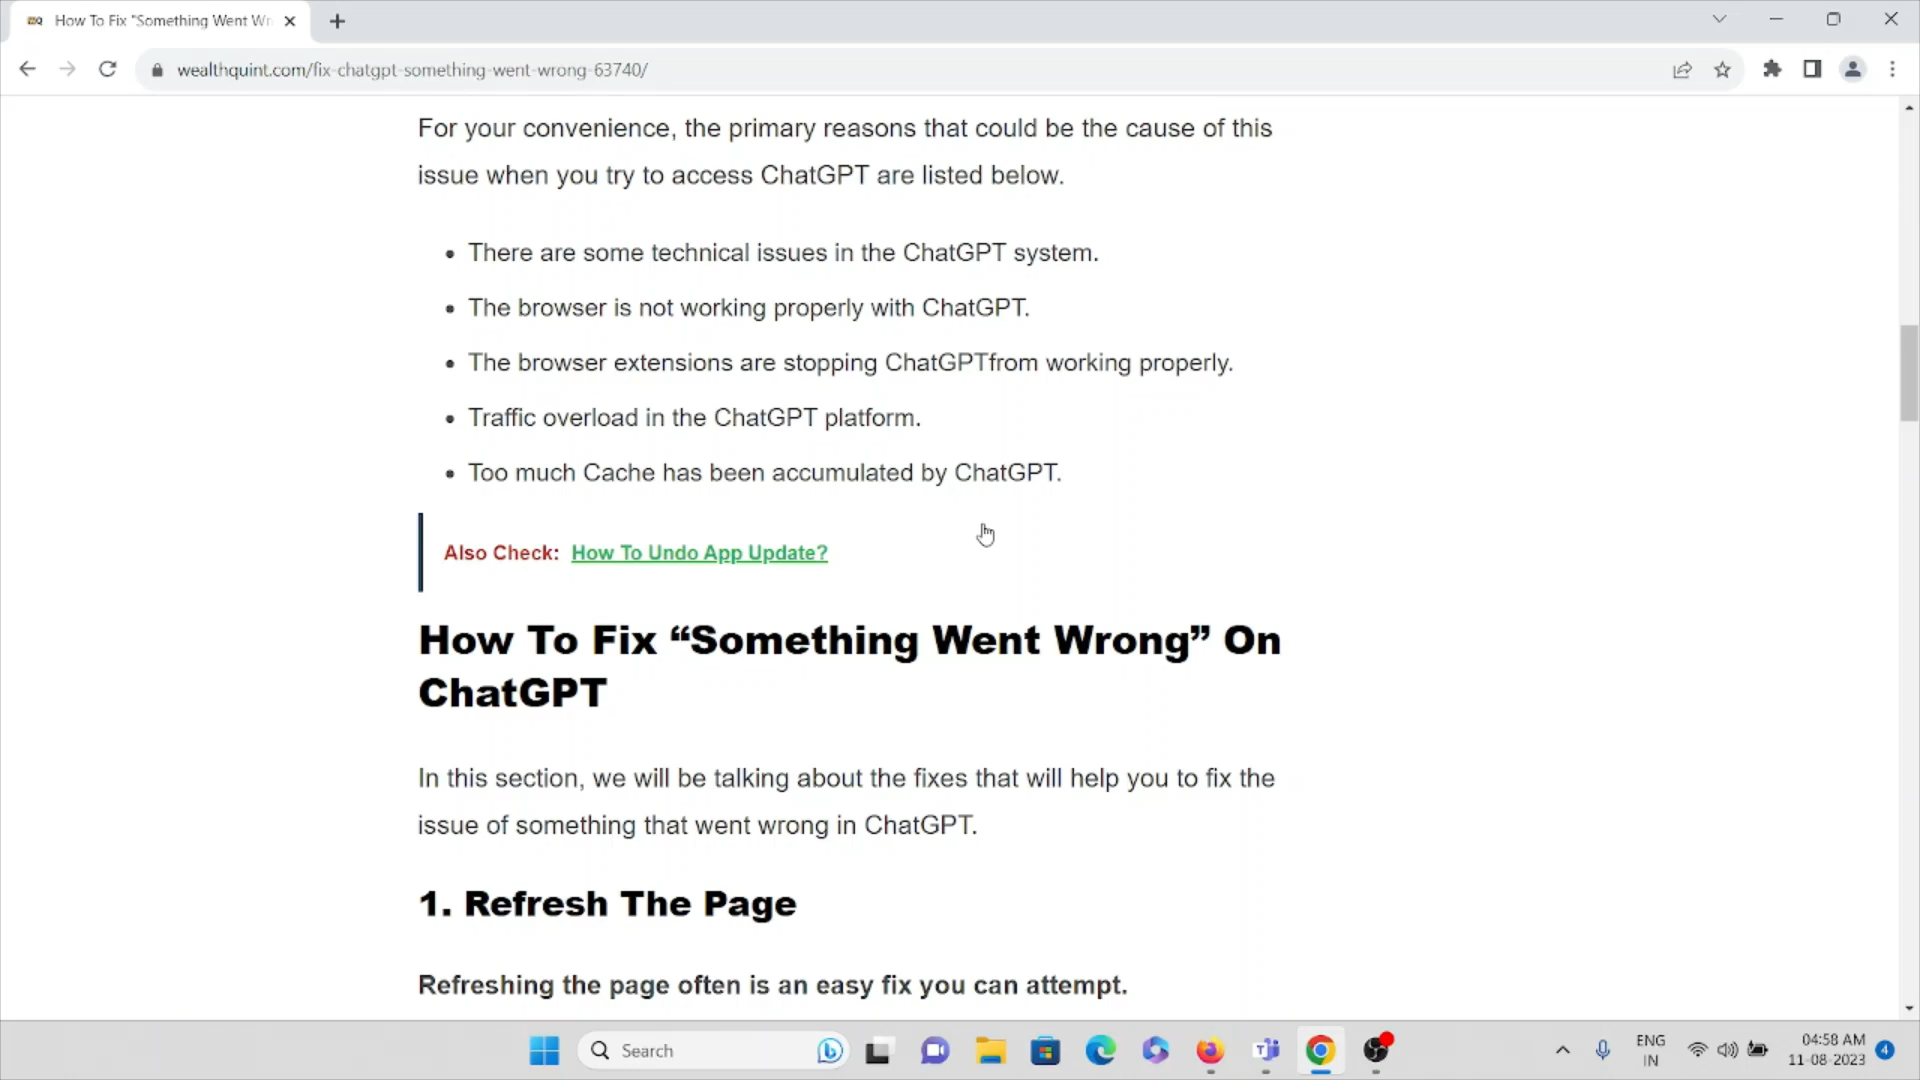 How To Fix "Something Went Wr
wealthquint.com/fix-chatgpt-something-went-wrong-63740/
For your convenience, the primary reasons that could be the cause of this
issue when you try to access ChatGPT are listed below.
There are some technical issues in the ChatGPT system.
The browser is not working properly with ChatGPT.
The browser extensions are stopping ChatGPTfrom working properly.
Traffic overload in the ChatGPT platform.
Too much Cache has been accumulated by ChatGPT.
Also Check: How To Undo App Update?
How To Fix “Something Went Wrong” On
ChatGPT
In this section, we will be talking about the fixes that will help you to fix the
issue of something that went wrong in ChatGPT.
1. Refresh The Page
Refreshing the page often is an easy fix you can attempt.
Search
ENG
IN
04:58 AM
11-08-2023
4